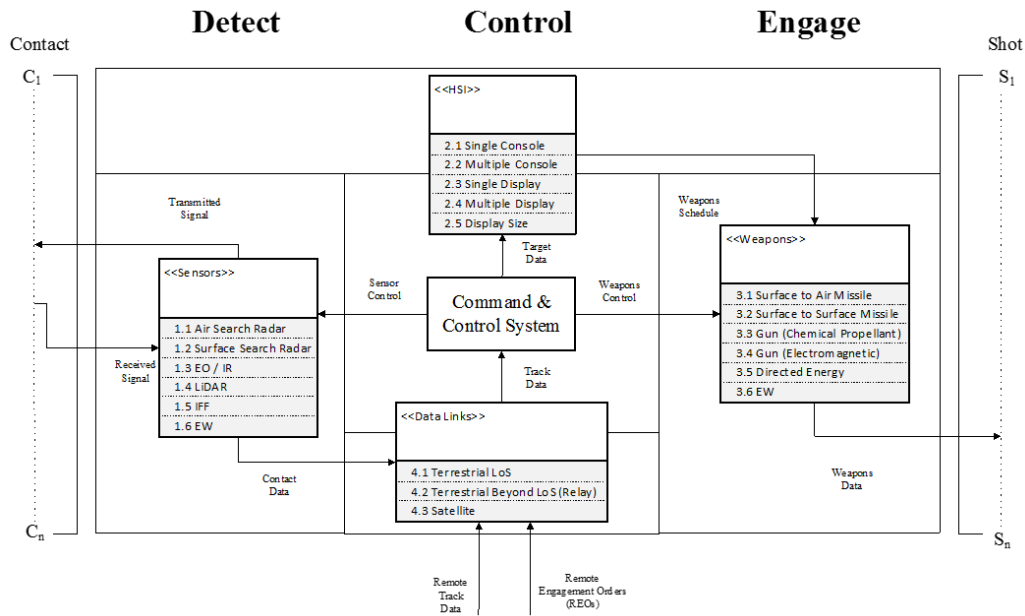 Detect
Control
Engage
Contact
Shot
C1
S1
<<HSI>>
2.1 Single Console
2.2 Multiple Console
2.3 Single Display
2.4 Multiple Display
2.5 Display Size
Transmitted
Signal
Weapons
Schedule
<<Sensors>>
1.1 Air Search Radar
1.2 Surface Search Radar
1.3 EO / IR
1.4 LiDAR
1.5 IFF
1.6 EW
Received
Signal
Sensor
Control
Target
Data
Command &
Control System
Weapons
Control
<<Weapons>>
3.1 Surface to Air Missile
3.2 Surface to Surface Missile
3.3 Gun (Chemical Propellant)
3.4 Gun (Electromagnetic)
3.5 Directed Energy
3.6 EW
Track
Data
<<Data Links>>
4.1 Terrestrial LoS
4.2 Terrestrial Beyond LoS (Relay)
4.3 Satellite
Contact
Data
Weapons
Data
Cn
Sn
Remote
Track
Data
Remote
Engagement Orders
(REOs)